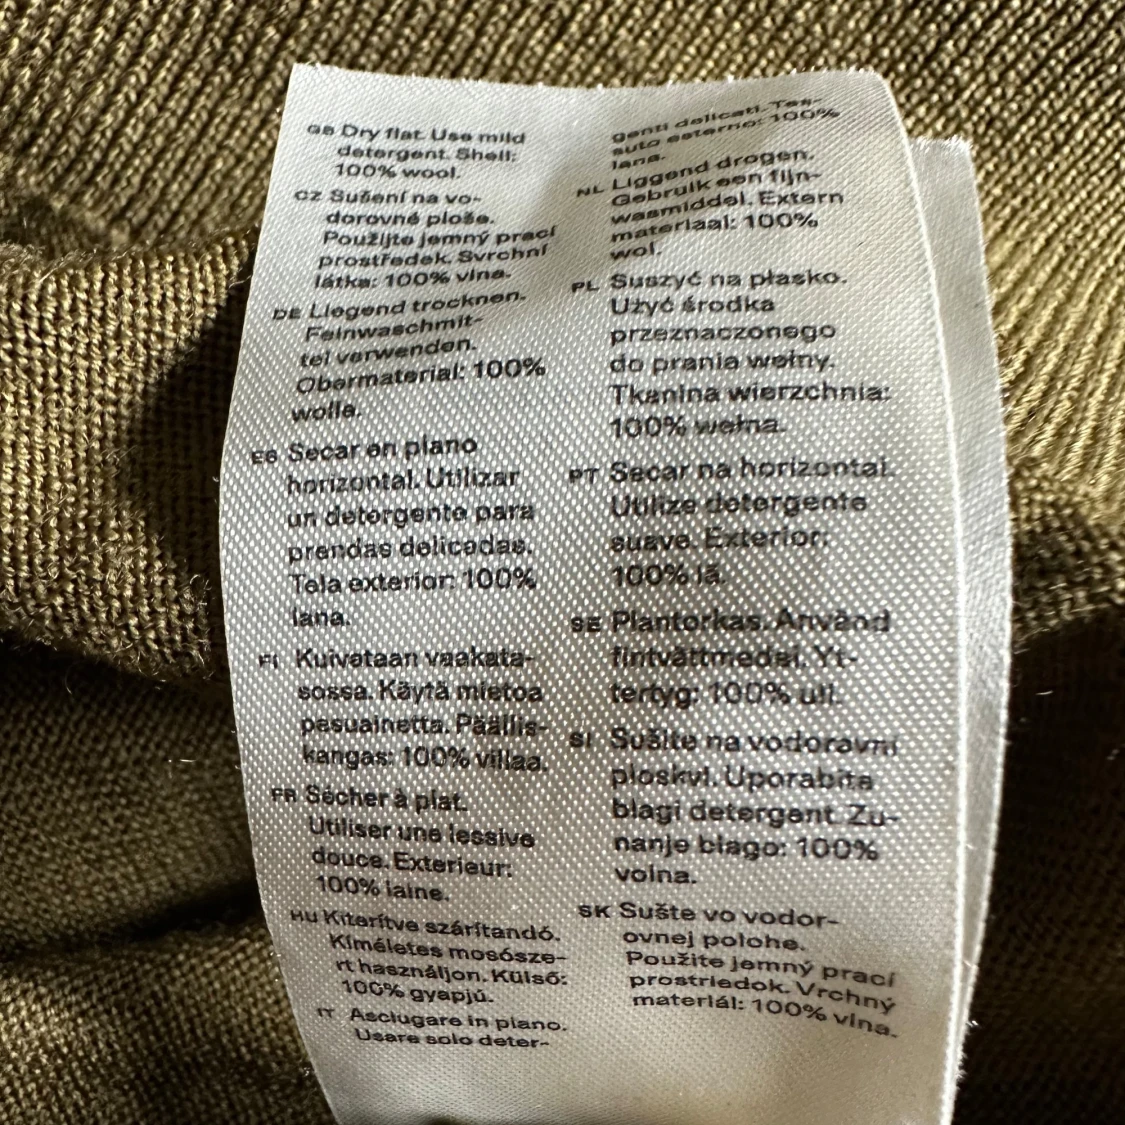 GB Dry flat. Use mild
detergent. Shell:
100% wool.
CZ Sušení na vo-
dorovné ploše.
Použijte jemný prací
prostředek. Svrchní
látka: 100% vlna.
DE Liegend trocknen.
Feinwaschmit-
tel verwenden.
Obermaterial: 100%
wolle.
ES Secar en plano
horizontal. Utilizar
un detergente para
prendas delicadas.
Tela exterior: 100%
lana.
FI Kuivataan vaakata-
sossa. Käytä mietoa
pesuainetta. Päällis-
kangas: 100% villaa.
FR Sécher à plat.
Utiliser une lessive
douce. Exterieur:
100% laine.
HU Kiterítve szárítandó.
Kíméletes mosósze-
rt használjon. Külső:
100% gyapjú.
IT Asciugare in piano.
Usare solo deter-
genti delicati. Tes-
suto esterno: 100%
lana.
NL Liggend drogen.
Gebruik een fijn-
wasmiddel. Extern
materiaal: 100%
wol.
PL Suszyć na płasko.
Użyć środka
przeznaczonego
do prania wełny.
Tkanina wierzchnia:
100% wełna.
PT Secar na horizontal.
Utilize detergente
suave. Exterior:
100% lã.
SE Plantorkas. Använd
fintvättmedel. Yt-
tertyg: 100% ull.
SI Sušite na vodoravni
ploskvi. Uporabite
blagi detergent. Zu-
nanje blago: 100%
volna.
SK Sušte vo vodor-
ovnej polohe.
Použite jemný prací
prostriedok. Vrchný
materiál: 100% vlna.